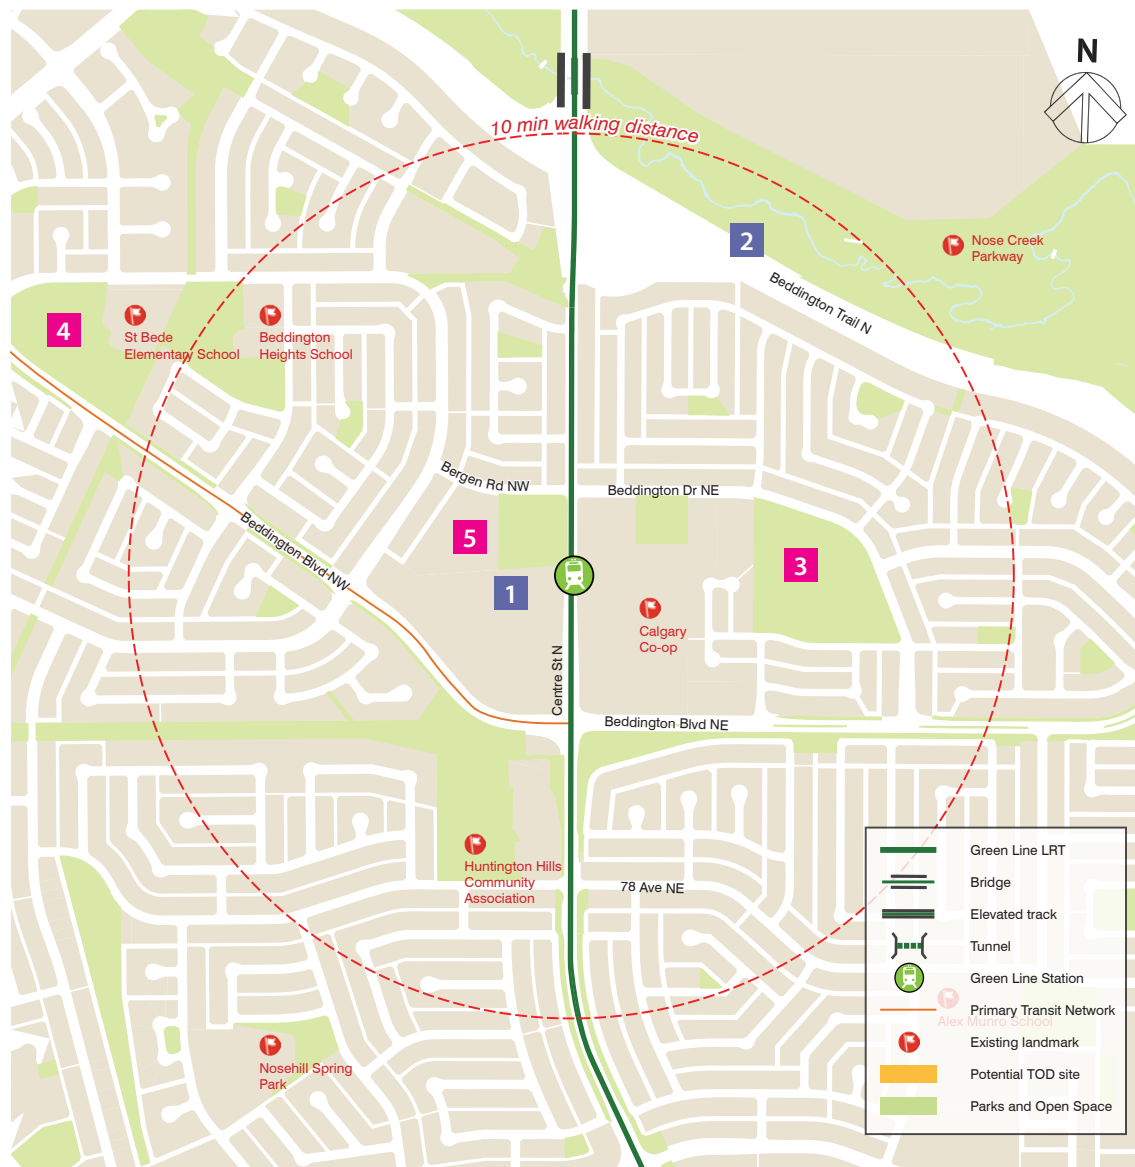 N
10 min walking distance
2
Nose Creek
Parkway
Beddington Trail N
4
St Bede
Elementary School
Beddington
Heights School
Bergen Rd NW
Beddington Dr NE
Beddington Blvd NW
5
3
1
Calgary
Co-op
Centre St N
Beddington Blvd NE
Huntington Hills
Community
Association
78 Ave NE
Nosehill Spring
Park
Green Line LRT
Bridge
Elevated track
Tunnel
Green Line Station
Primary Transit Network
Alex Munro School
Existing landmark
Potential TOD site
Parks and Open Space